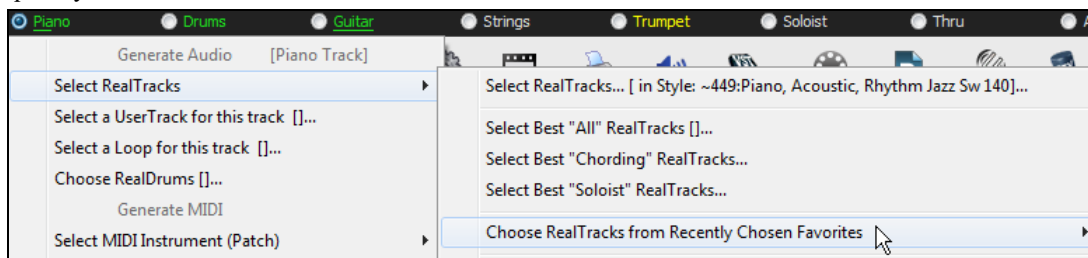 Piano Drums Guitar Strings Trumpet Soloist Thru
Generate Audio [Piano Track]
Select RealTracks
Select a UserTrack for this track []...
Select a Loop for this track []...
Choose RealDrums []...
Generate MIDI
Select MIDI Instrument (Patch)
Select RealTracks... [ in Style: ~449:Piano, Acoustic, Rhythm Jazz Sw 140]...
Select Best "All" RealTracks []...
Select Best "Chording" RealTracks...
Select Best "Soloist" RealTracks...
Choose RealTracks from Recently Chosen Favorites